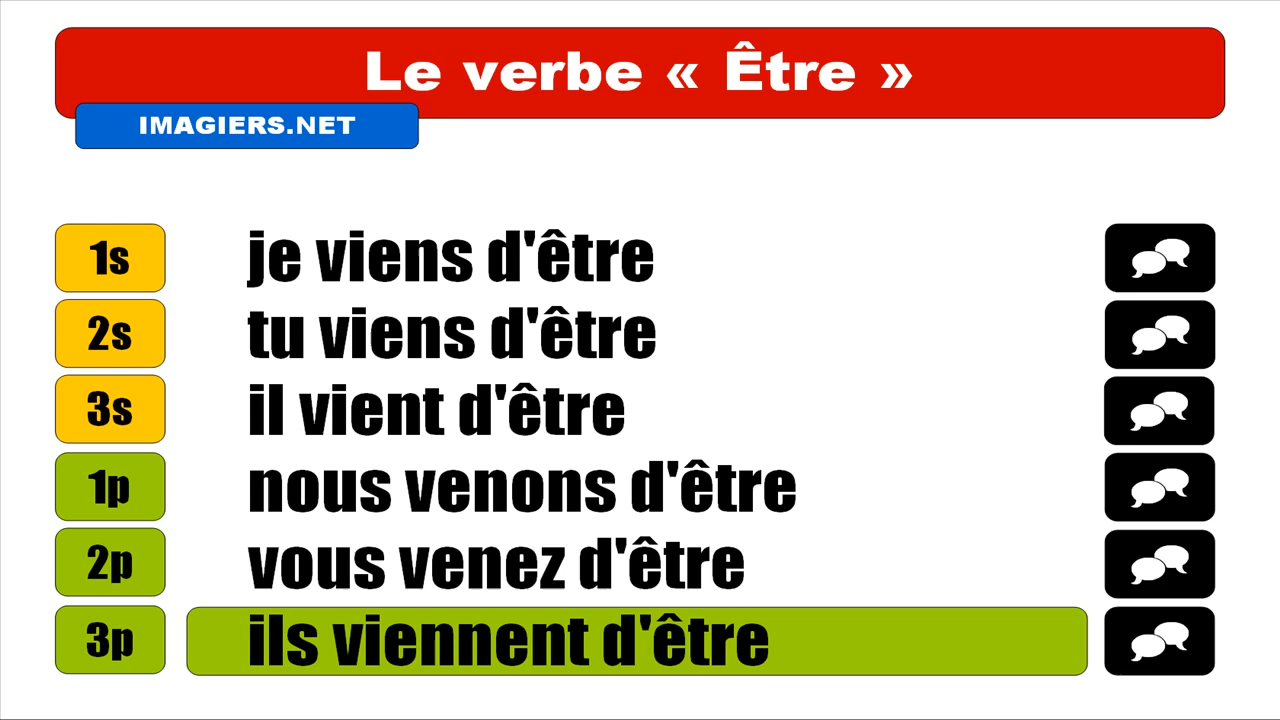 Le verbe « Être »
IMAGIERS.NET
1s je viens d'être
2s tu viens d'être
3s il vient d'être
1p nous venons d'être
2p vous venez d'être
3p ils viennent d'être